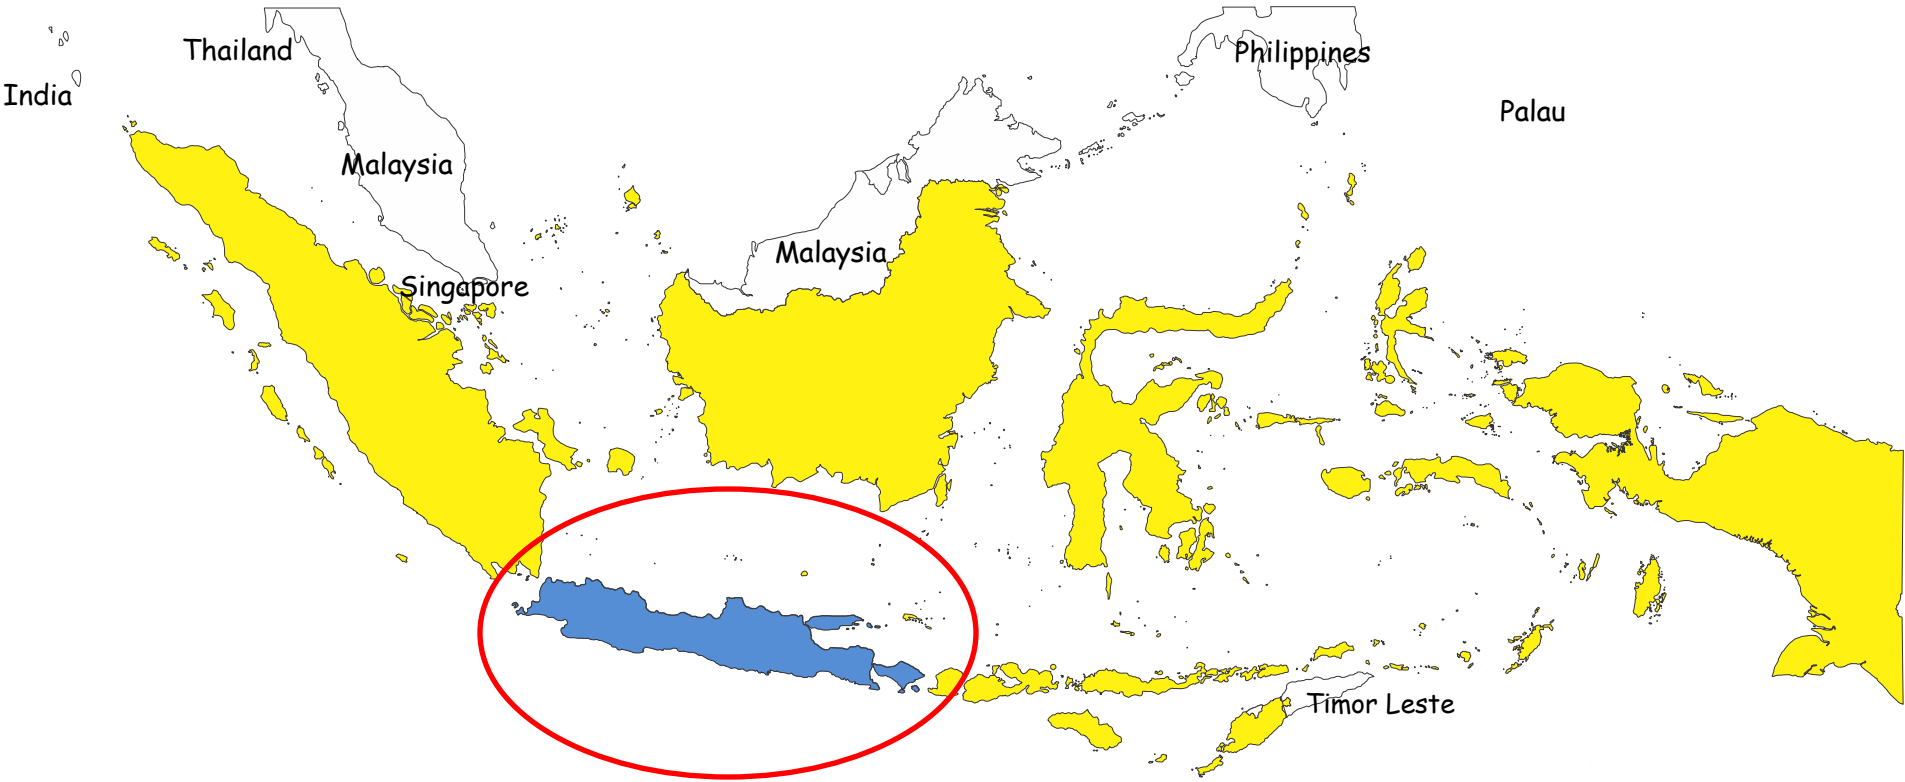 Thailand
Philippines
India
Palau
Malaysia
Malaysia
Singapore
Timor Leste